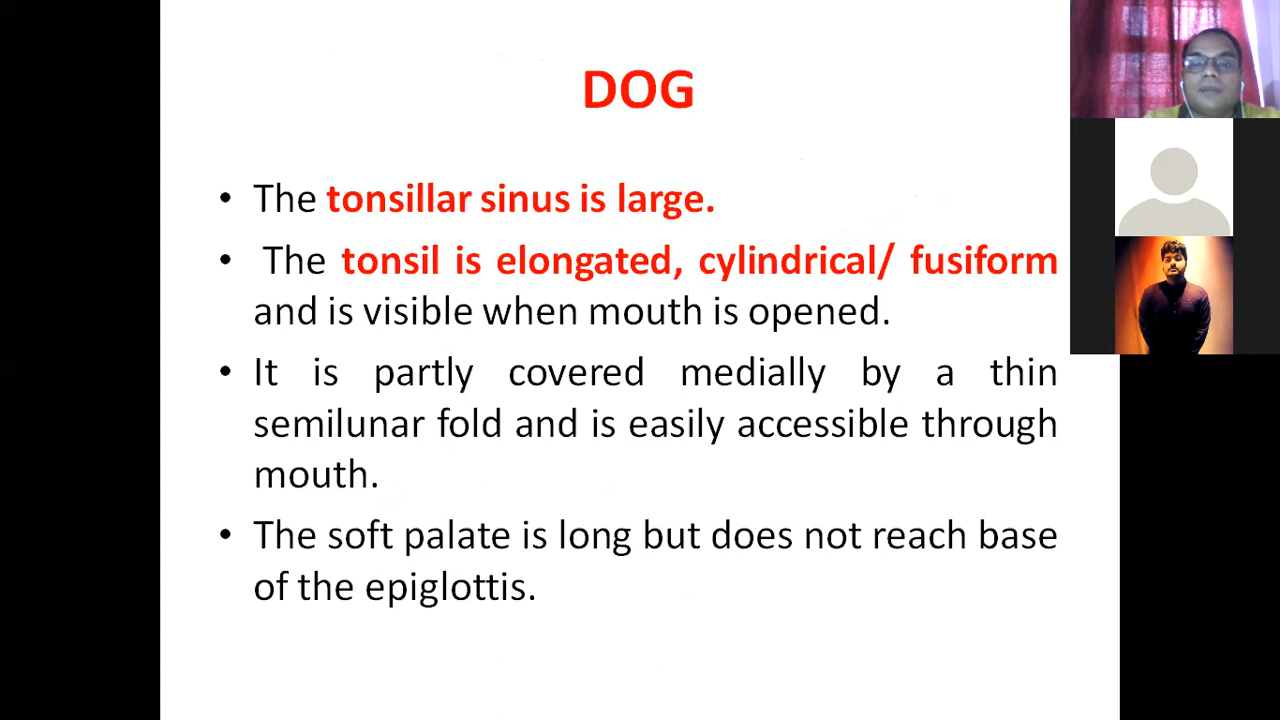 DOG
• The tonsillar sinus is large.
• The tonsil is elongated, cylindrical/ fusiform
and is visible when mouth is opened.
• It is partly covered medially by a thin
semilunar fold and is easily accessible through
mouth.
• The soft palate is long but does not reach base
of the epiglottis.